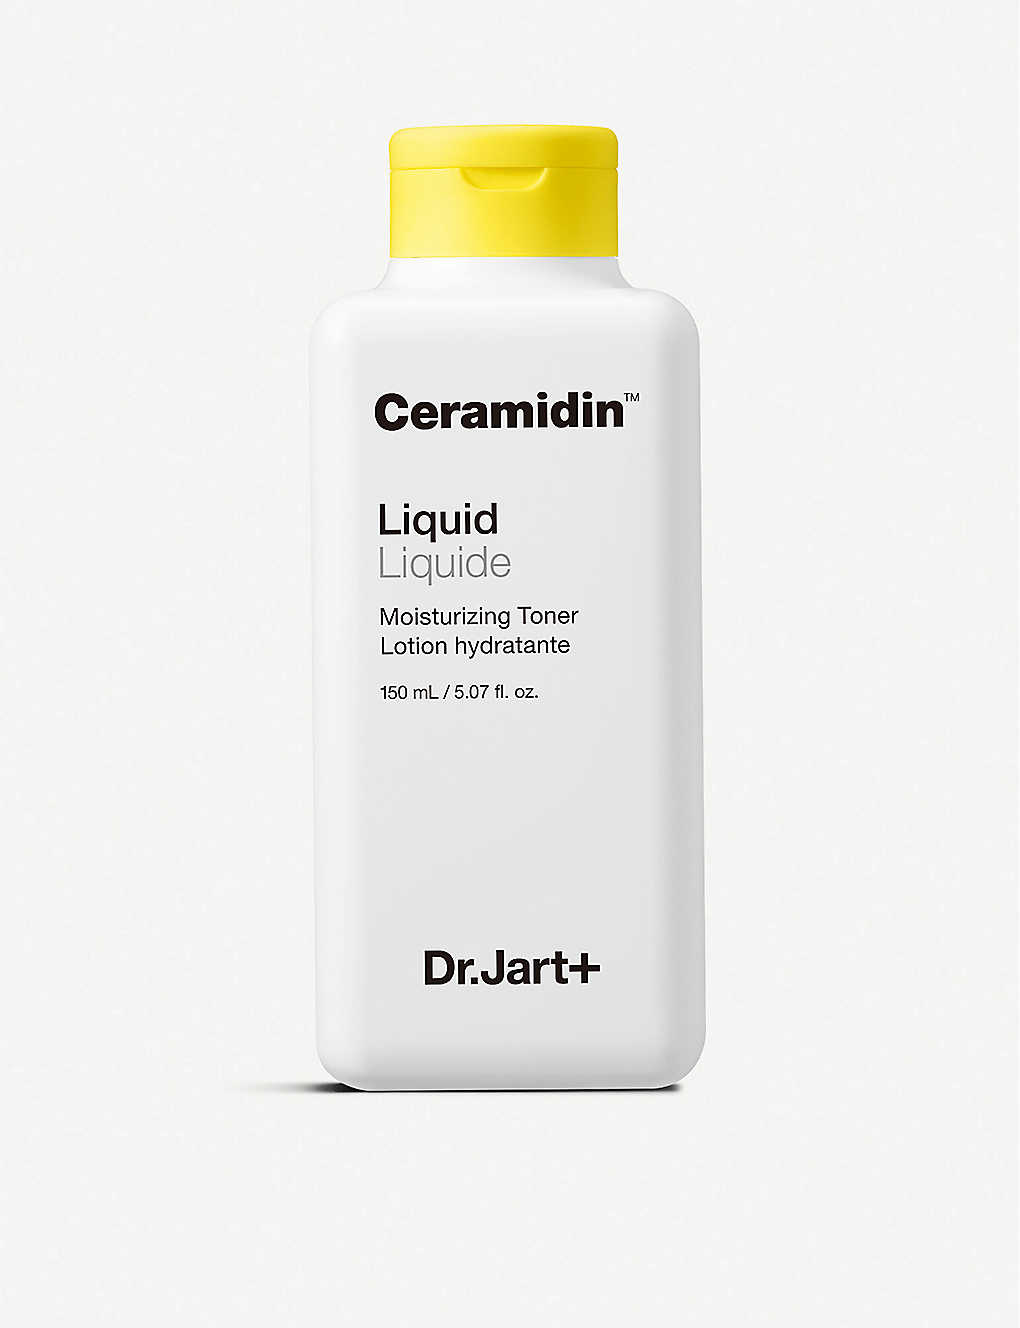 Ceramidin™
Liquid
Liquide
Moisturizing Toner
Lotion hydratante
150 mL / 5.07 fl. oz.
Dr.Jart+